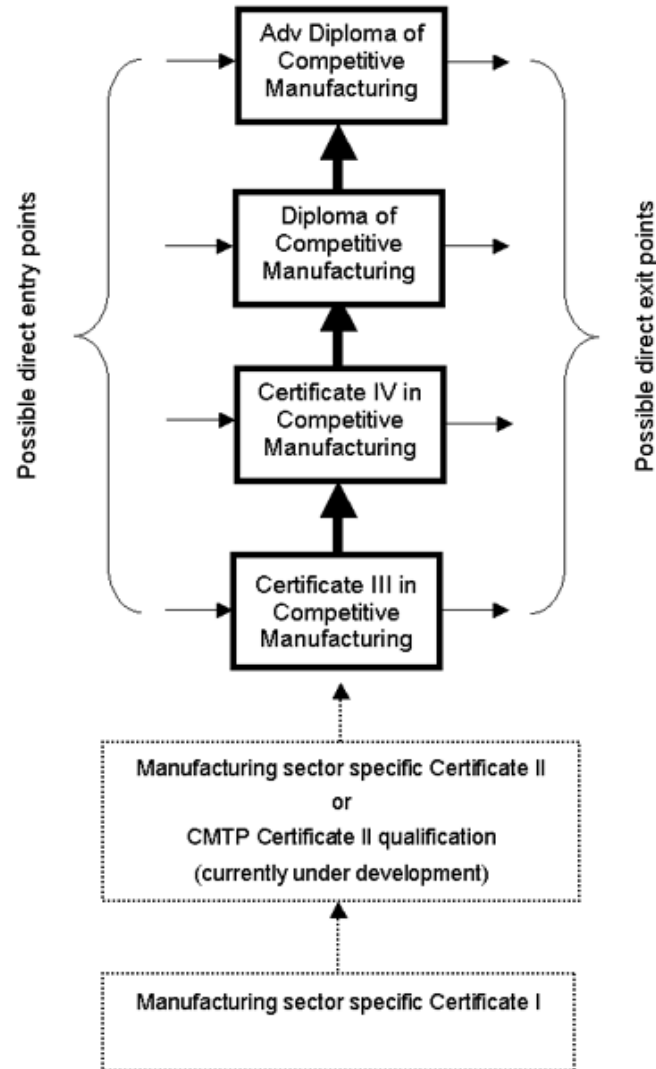 Adv Diploma of
Competitive
Manufacturing
Possible direct entry points
Possible direct exit points
Diploma of
Competitive
Manufacturing
Certificate IV in
Competitive
Manufacturing
Certificate III in
Competitive
Manufacturing
Manufacturing sector specific Certificate II
or
CMTP Certificate II qualification
(currently under development)
Manufacturing sector specific Certificate I